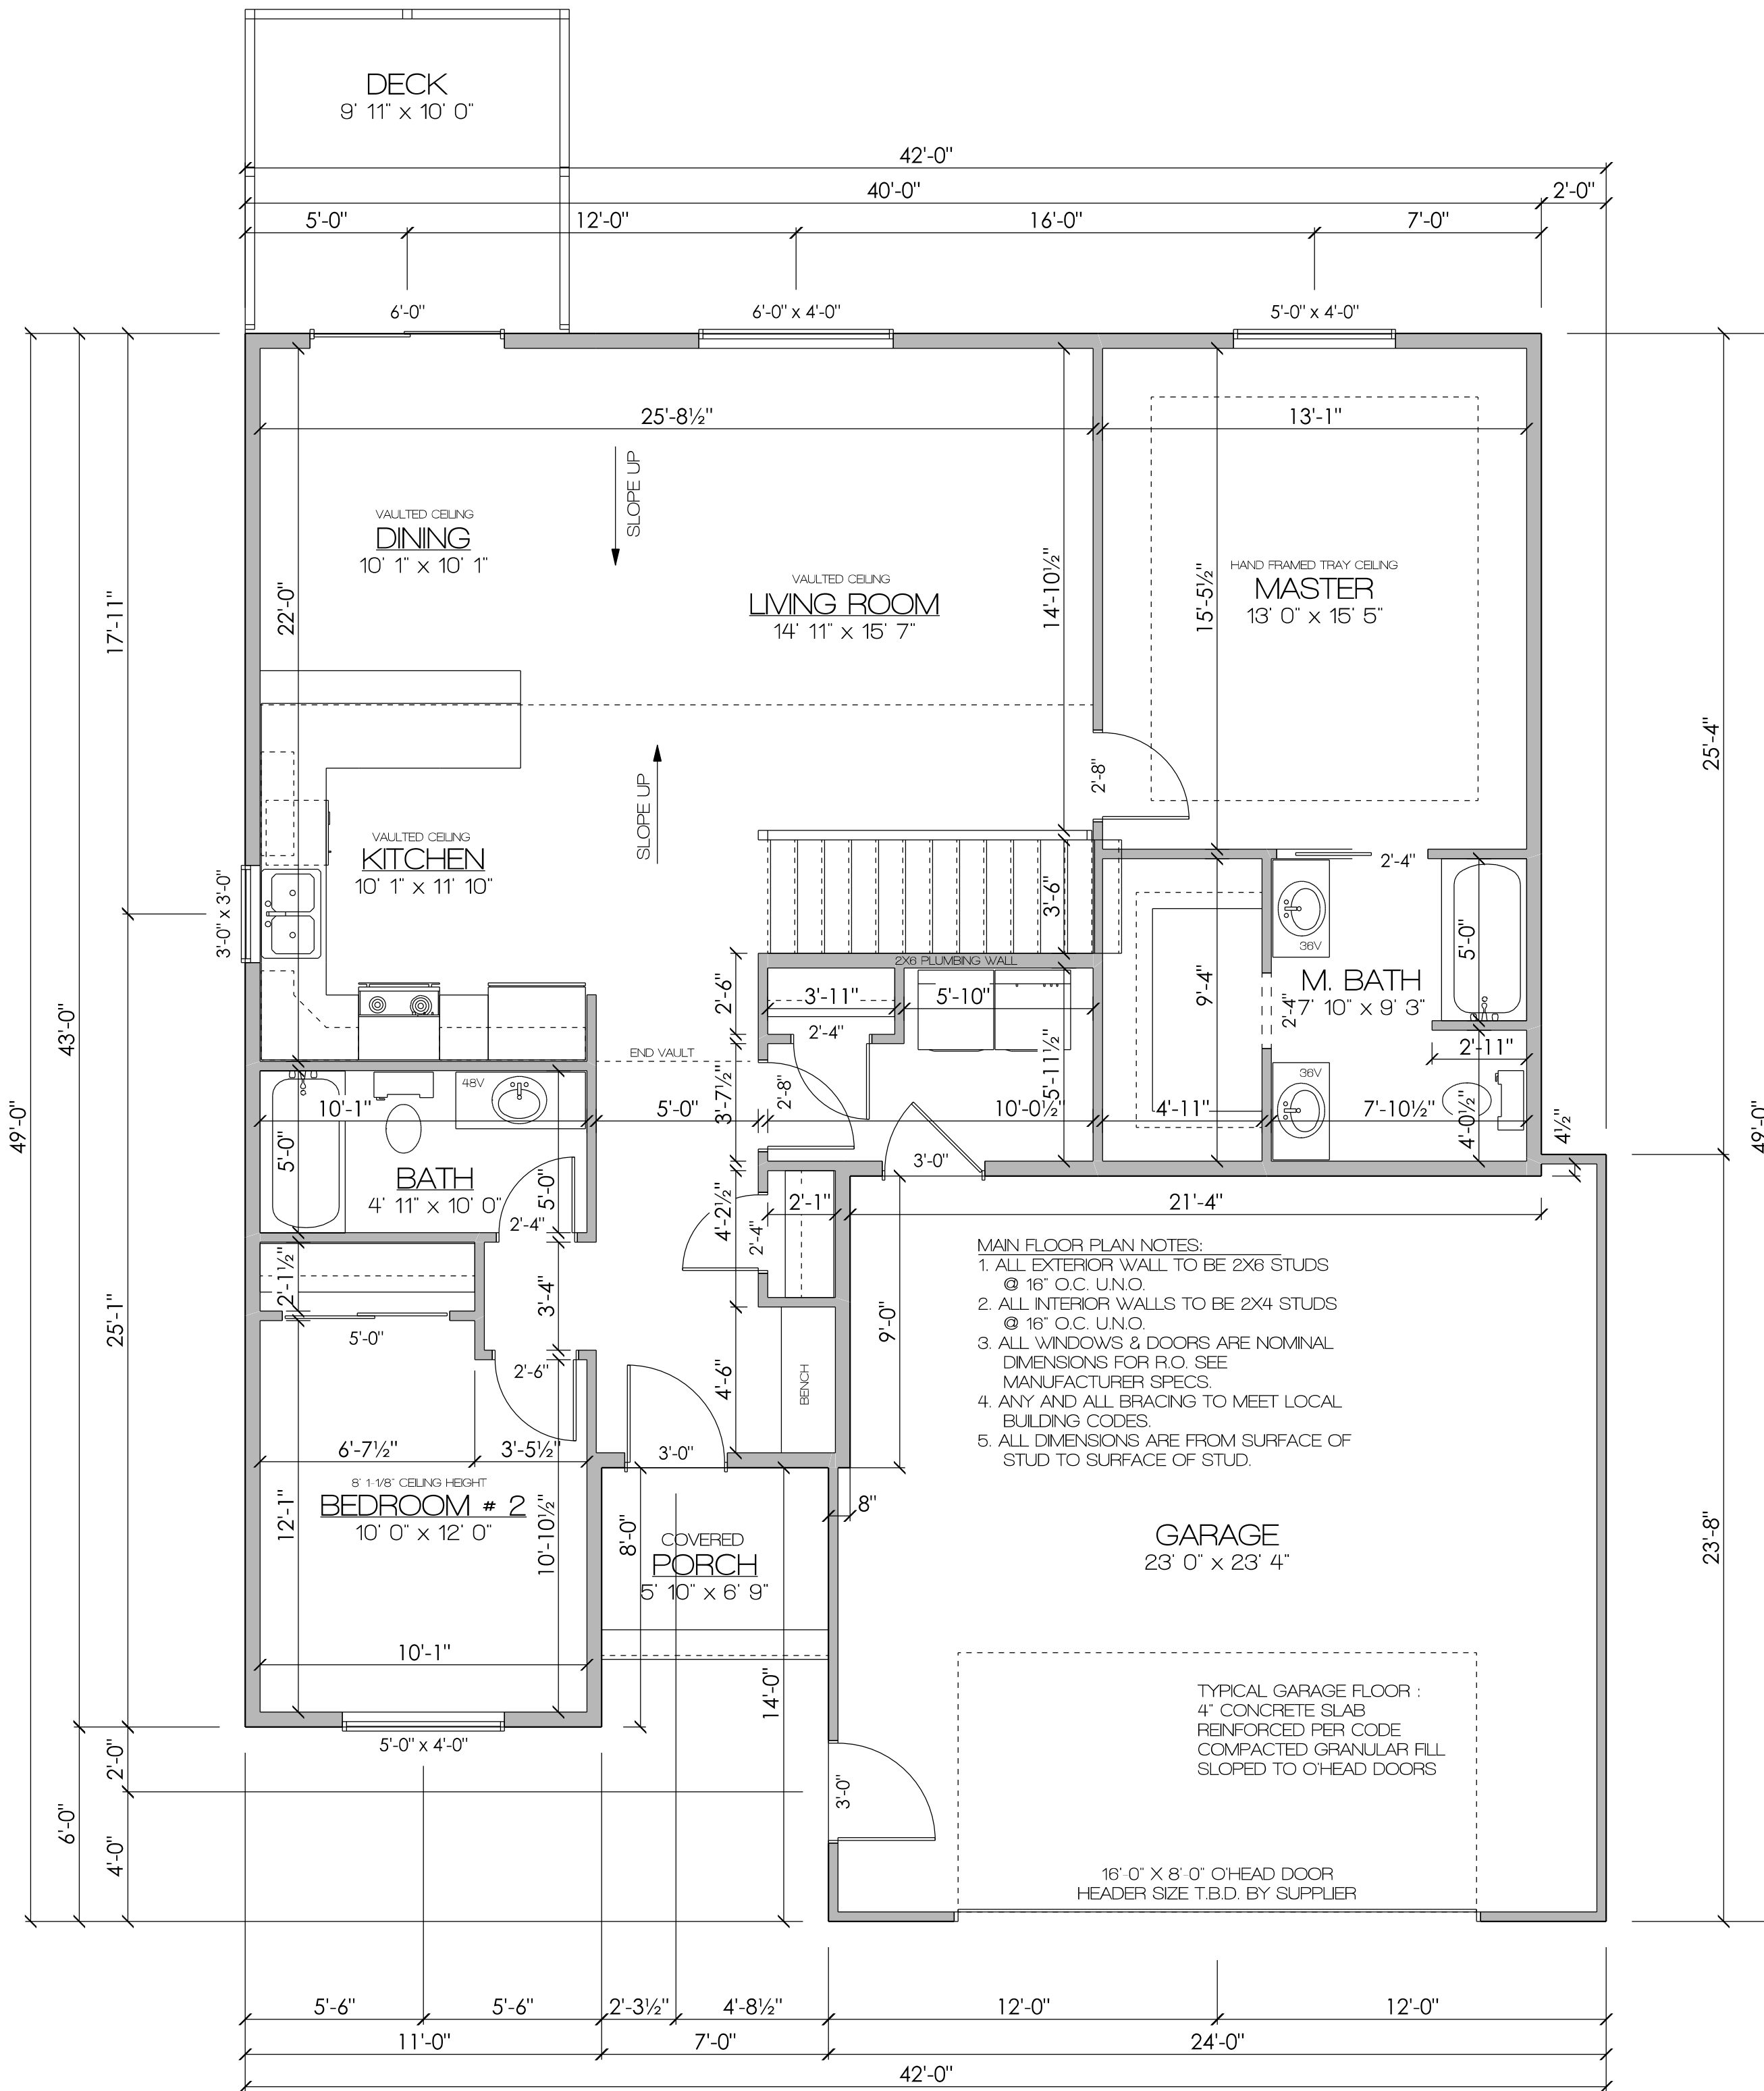 DECK
9' 11" x 10' 0"
42'-0"
40'-0"
2'-0"
5'-0"
12'-0"
16'-0"
7'-0"
6'-0"
6'-0" x 4'-0"
5'-0" x 4'-0"
25'-8½"
13'-1"
SLOPE UP
VAULTED CEILING
DINING
10' 1" x 10' 1"
22'-0"
VAULTED CEILING
LIVING ROOM
14' 11" x 15' 7"
14'-10½"
15'-5½"
HAND FRAMED TRAY CEILING
MASTER
13' 0" x 15' 5"
17'-11"
25'-4"
2'-8"
SLOPE UP
VAULTED CEILING
KITCHEN
10' 1" x 11' 10"
3'-0" x 3'-0"
3'-6"
2'-4"
36V
5'-0"
2X6 PLUMBING WALL
M. BATH
7' 10" x 9' 3"
9'-4"
2'-4"
2'-6"
3'-11"
5'-10"
2'-4"
43'-0"
END VAULT
2'-11"
5'-11½"
3'-7½"
2'-8"
36V
48V
10'-1"
5'-0"
10'-0½"
4'-11"
7'-10½"
4'-0½"
4½"
49'-0"
49'-0"
5'-0"
BATH
4' 11" x 10' 0"
5'-0"
2'-4"
3'-0"
2'-1"
4'-2½"
2'-4"
21'-4"
2'-1½"
3'-4"
5'-0"
2'-6"
25'-1"
9'-0"
4'-6"
BENCH
MAIN FLOOR PLAN NOTES:
1. ALL EXTERIOR WALL TO BE 2X6 STUDS
@ 16" O.C. U.N.O.
2. ALL INTERIOR WALLS TO BE 2X4 STUDS
@ 16" O.C. U.N.O.
3. ALL WINDOWS & DOORS ARE NOMINAL
DIMENSIONS FOR R.O. SEE
MANUFACTURER SPECS.
4. ANY AND ALL BRACING TO MEET LOCAL
BUILDING CODES.
5. ALL DIMENSIONS ARE FROM SURFACE OF
STUD TO SURFACE OF STUD.
6'-7½"
3'-5½"
3'-0"
8' 1-1/8" CEILING HEIGHT
BEDROOM # 2
10' 0" x 12' 0"
12'-1"
10'-10½"
8'-0"
8"
COVERED
PORCH
5' 10" x 6' 9"
GARAGE
23' 0" x 23' 4"
23'-8"
10'-1"
14'-0"
5'-0" x 4'-0"
TYPICAL GARAGE FLOOR :
4" CONCRETE SLAB
REINFORCED PER CODE
COMPACTED GRANULAR FILL
SLOPED TO O'HEAD DOORS
2'-0"
3'-0"
6'-0"
4'-0"
16'-0" X 8'-0" O'HEAD DOOR
HEADER SIZE T.B.D. BY SUPPLIER
5'-6"
5'-6"
2'-3½"
4'-8½"
12'-0"
12'-0"
11'-0"
7'-0"
24'-0"
42'-0"